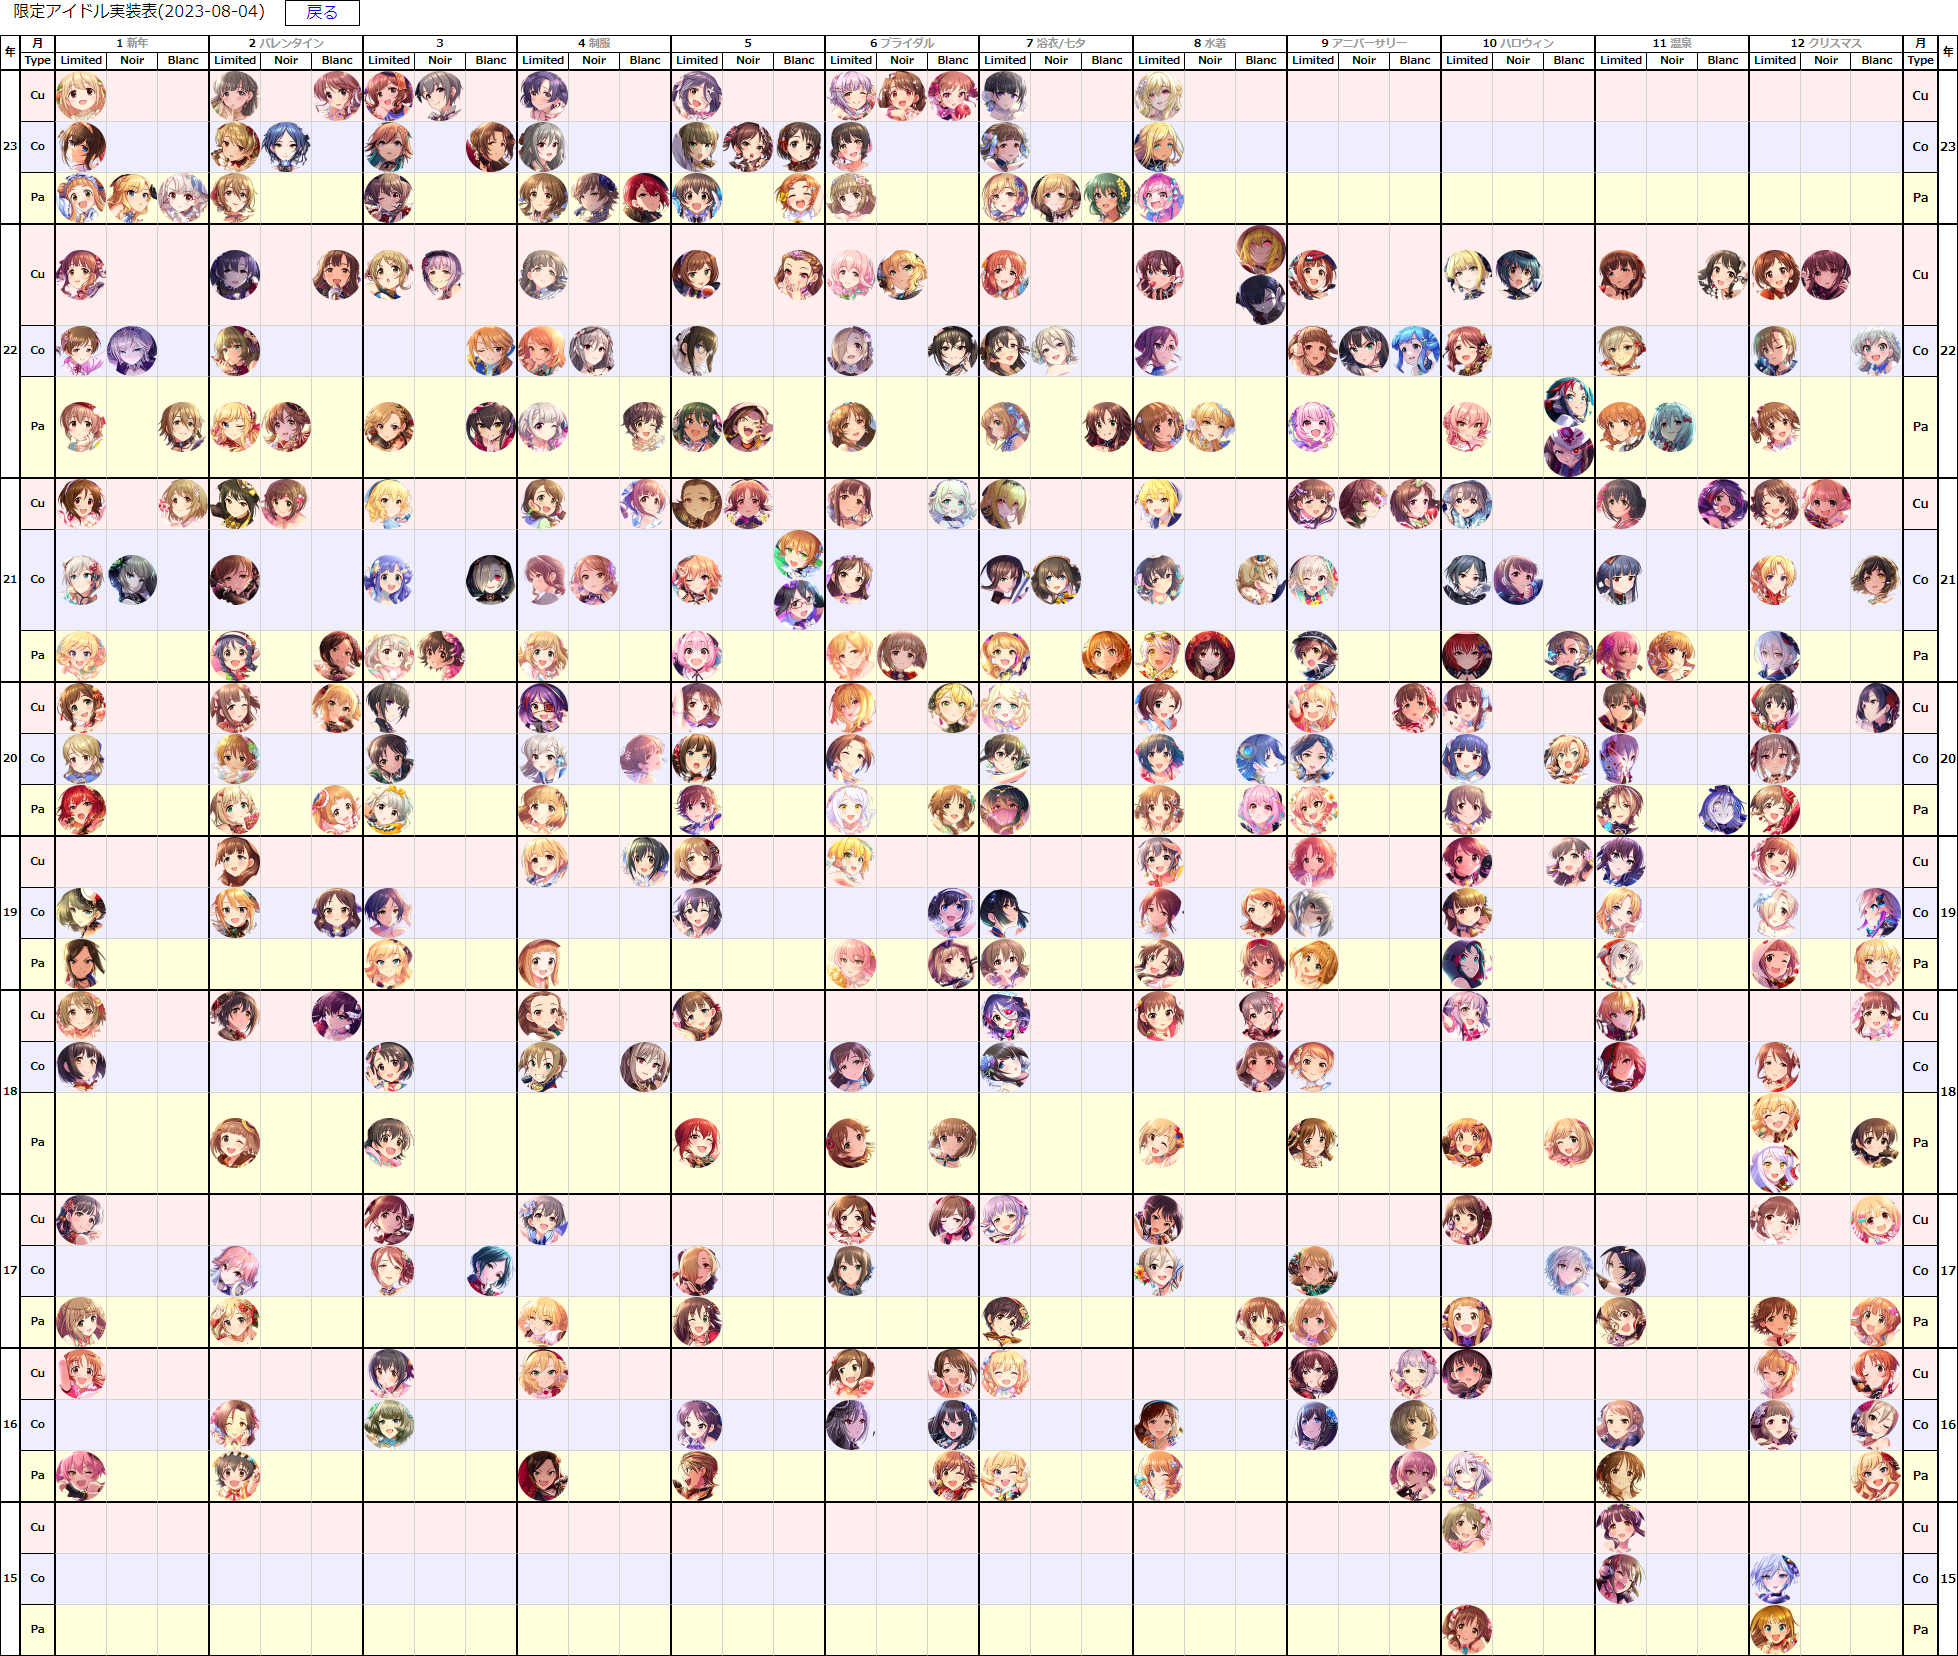 限定アイドル実装表(2023-08-04) 戻る
年 月 1 新年 2 バレンタイン 3 4 制服 5 6 ブライダル 7 浴衣/七夕 8 水着 9 アニバーサリー 10 ハロウィン 11 温泉 12 クリスマス 月 年
Type Limited Noir Blanc Limited Noir Blanc Limited Noir Blanc Limited Noir Blanc Limited Noir Blanc Limited Noir Blanc Limited Noir Blanc Limited Noir Blanc Limited Noir Blanc Limited Noir Blanc Limited Noir Blanc Limited Noir Blanc Type
Cu Cu
23 Co Co 23
Pa Pa
Cu Cu
22 Co Co 22
Pa Pa
Cu Cu
21 Co Co 21
Pa Pa
Cu Cu
20 Co Co 20
Pa Pa
Cu Cu
19 Co Co 19
Pa Pa
Cu Cu
Co Co
18 18
Pa Pa
Cu Cu
17 Co Co 17
Pa Pa
Cu Cu
16 Co Co 16
Pa Pa
Cu Cu
15 Co Co 15
Pa Pa